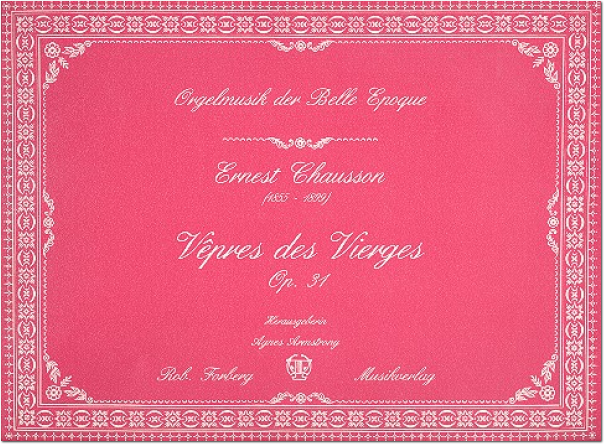 Orgelmusik der Belle Epoque
Ernest Chausson
(1855 - 1899)
Vêpres des Vierges
Op. 31
Herausgeberin
Agnes Armstrong
Rob. Forberg Musikverlag